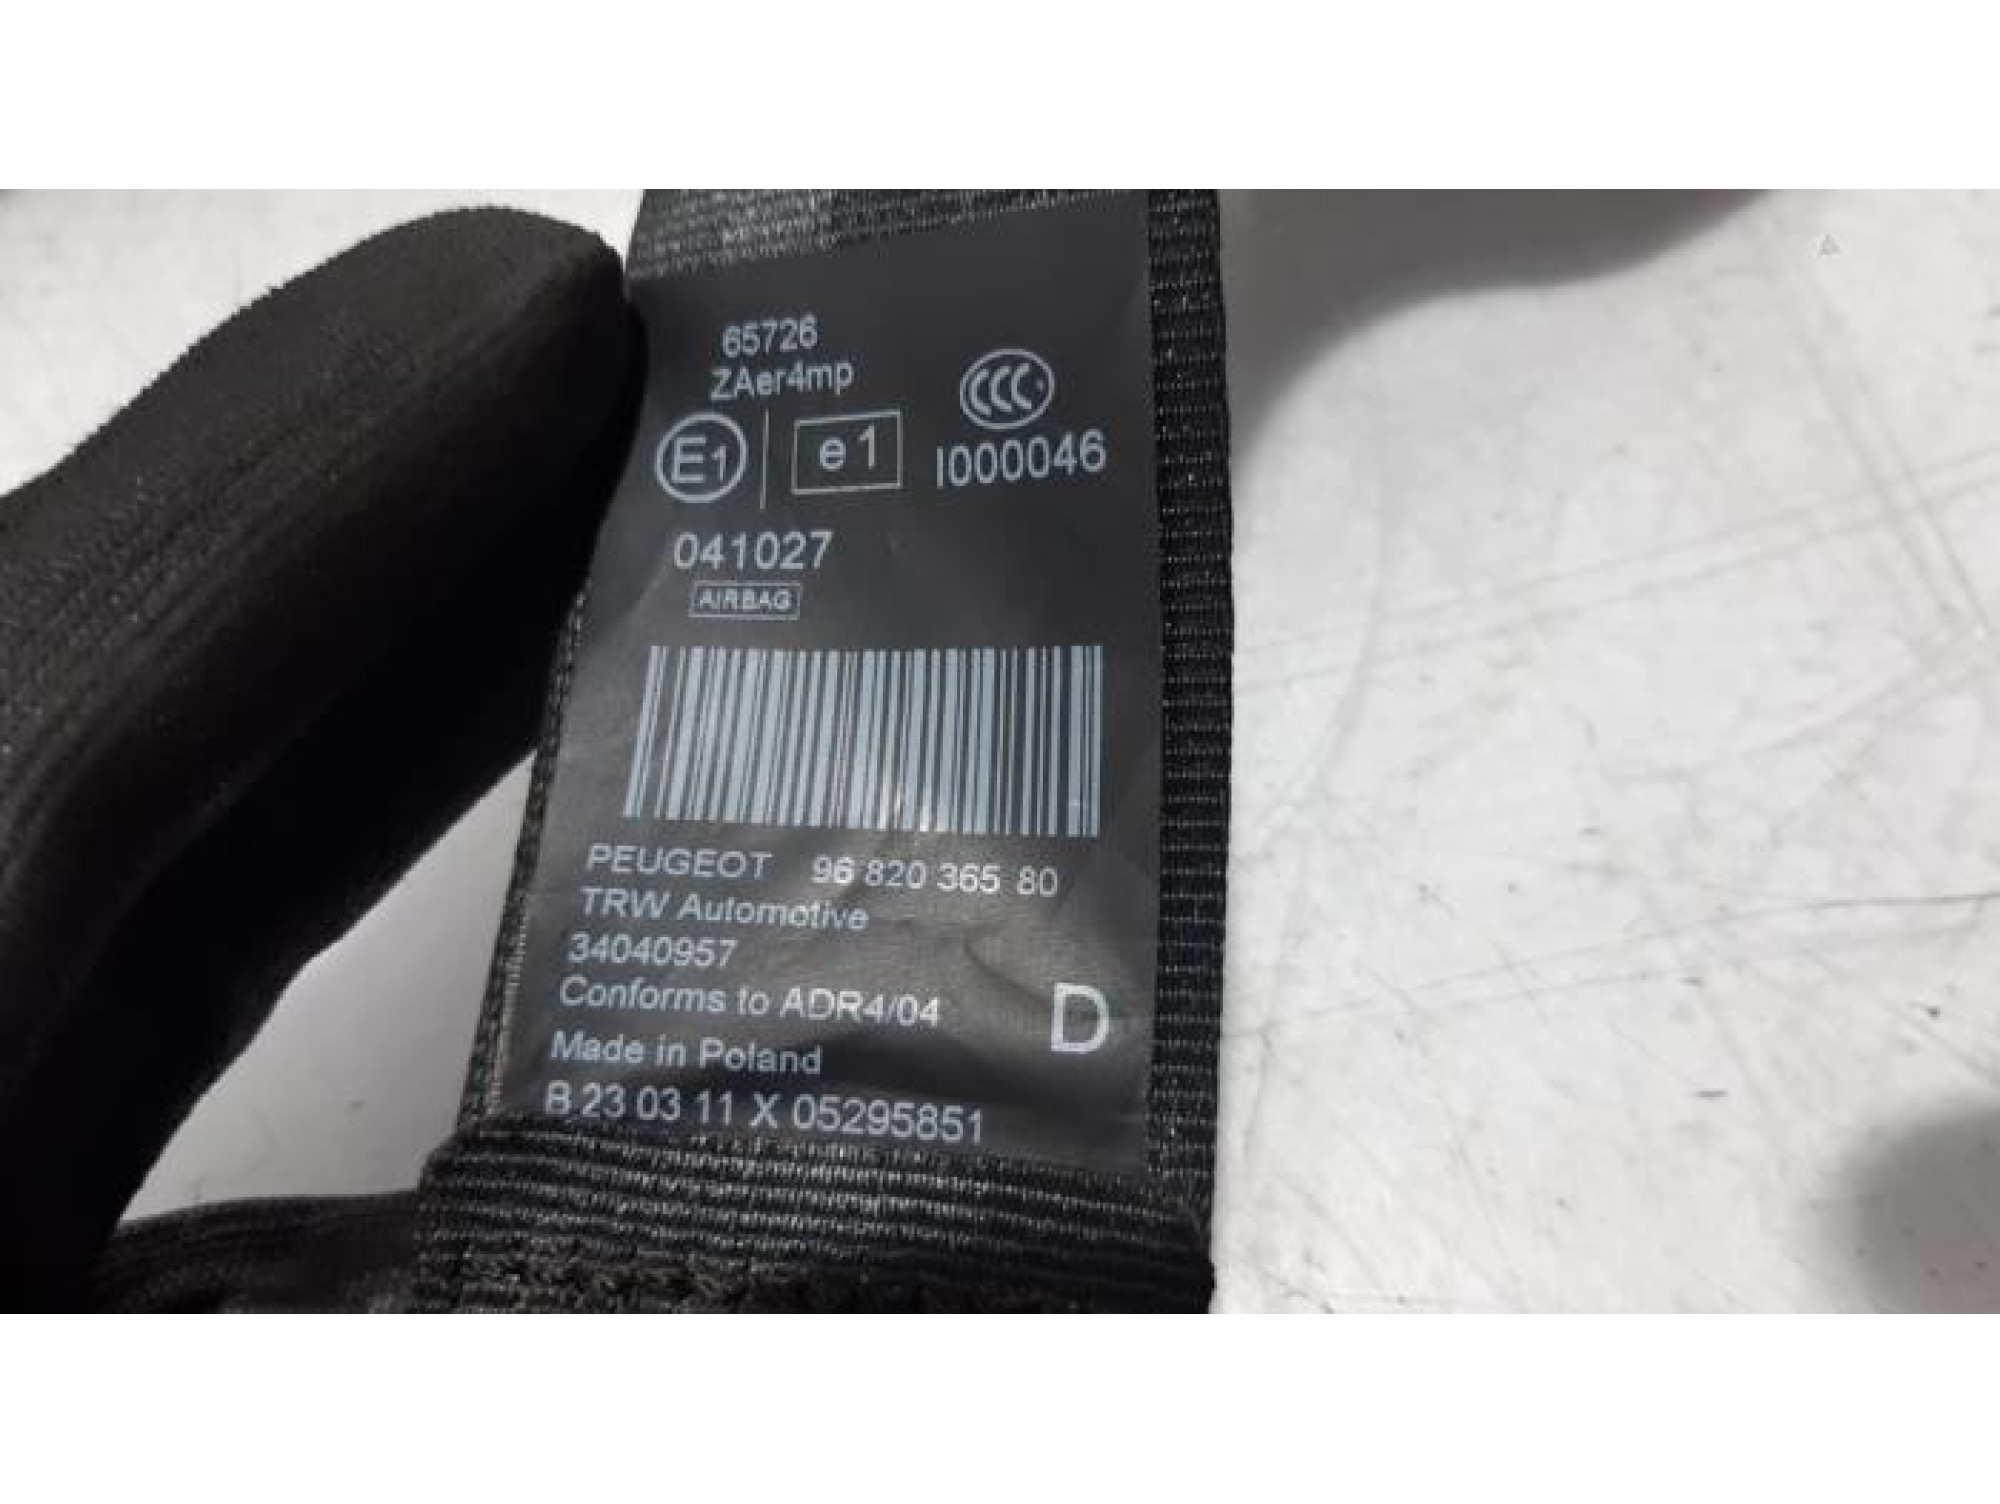 65726
ZAer4mp
CCC
E1 e1 I000046
041027
AIRBAG
PEUGEOT 96 820 365 80
TRW Automotive
34040957
Conforms to ADR4/04
D
Made in Poland
B 23 03 11 X 05295851